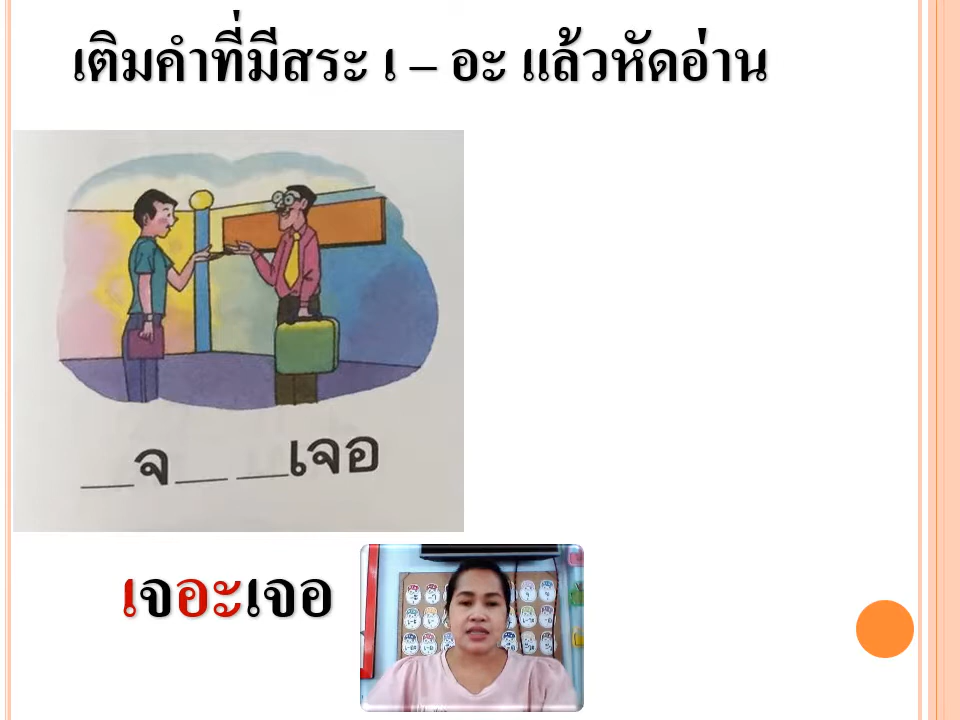 เติมคำที่มีสระ เ – อะ แล้วหัดอ่าน
__จ__ __เจอ
เจอะเจอ